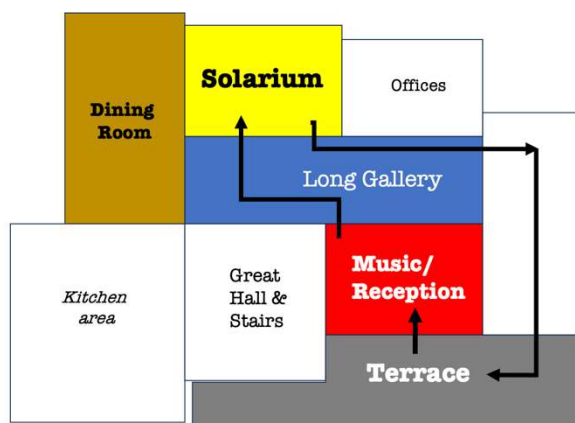 Solarium
Offices
Dining
Room
Long Gallery
Kitchen
area
Great
Hall &
Stairs
Music/
Reception
Terrace